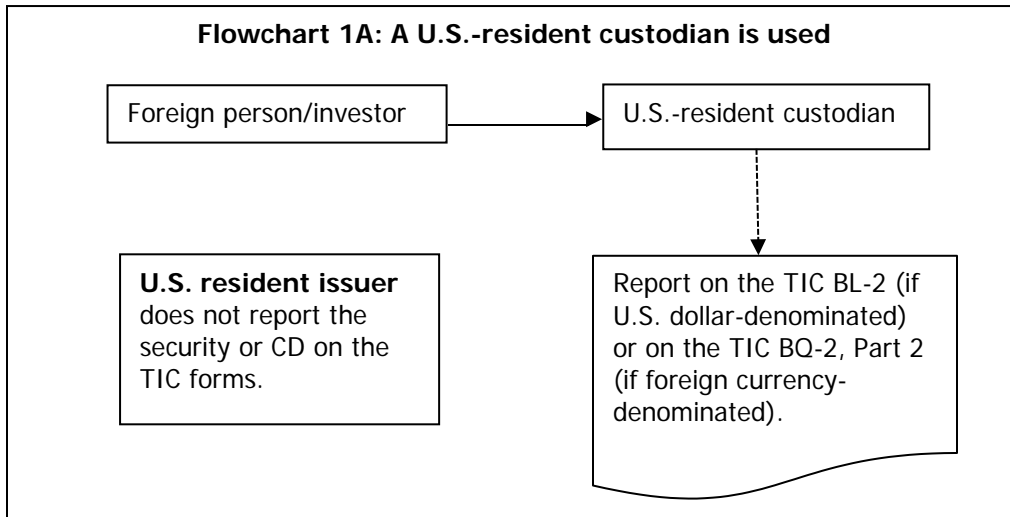 Flowchart 1A: A U.S.-resident custodian is used
Foreign person/investor
U.S.-resident custodian
U.S. resident issuer
does not report the
security or CD on the
TIC forms.
Report on the TIC BL-2 (if
U.S. dollar-denominated)
or on the TIC BQ-2, Part 2
(if foreign currency-
denominated).